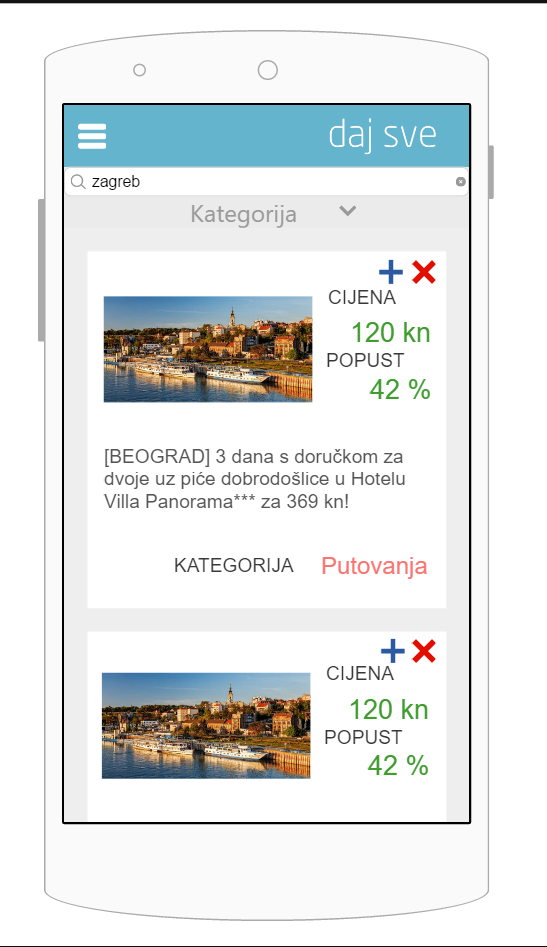 daj sve
zagreb
Kategorija
CIJENA
120 kn
POPUST
42 %
[BEOGRAD] 3 dana s doručkom za
dvoje uz piće dobrodošlice u Hotelu
Villa Panorama*** za 369 kn!
KATEGORIJA Putovanja
CIJENA
120 kn
POPUST
42 %